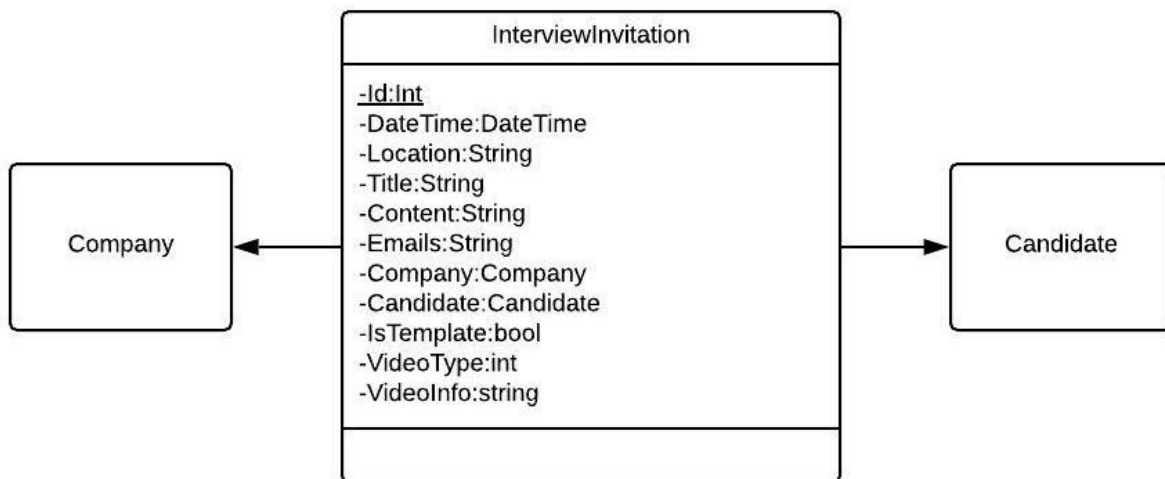 InterviewInvitation
-Id:Int
-DateTime:DateTime
-Location:String
-Title:String
-Content:String
-Emails:String
-Company:Company
-Candidate:Candidate
-IsTemplate:bool
-VideoType:int
-VideoInfo:string
Company
Candidate